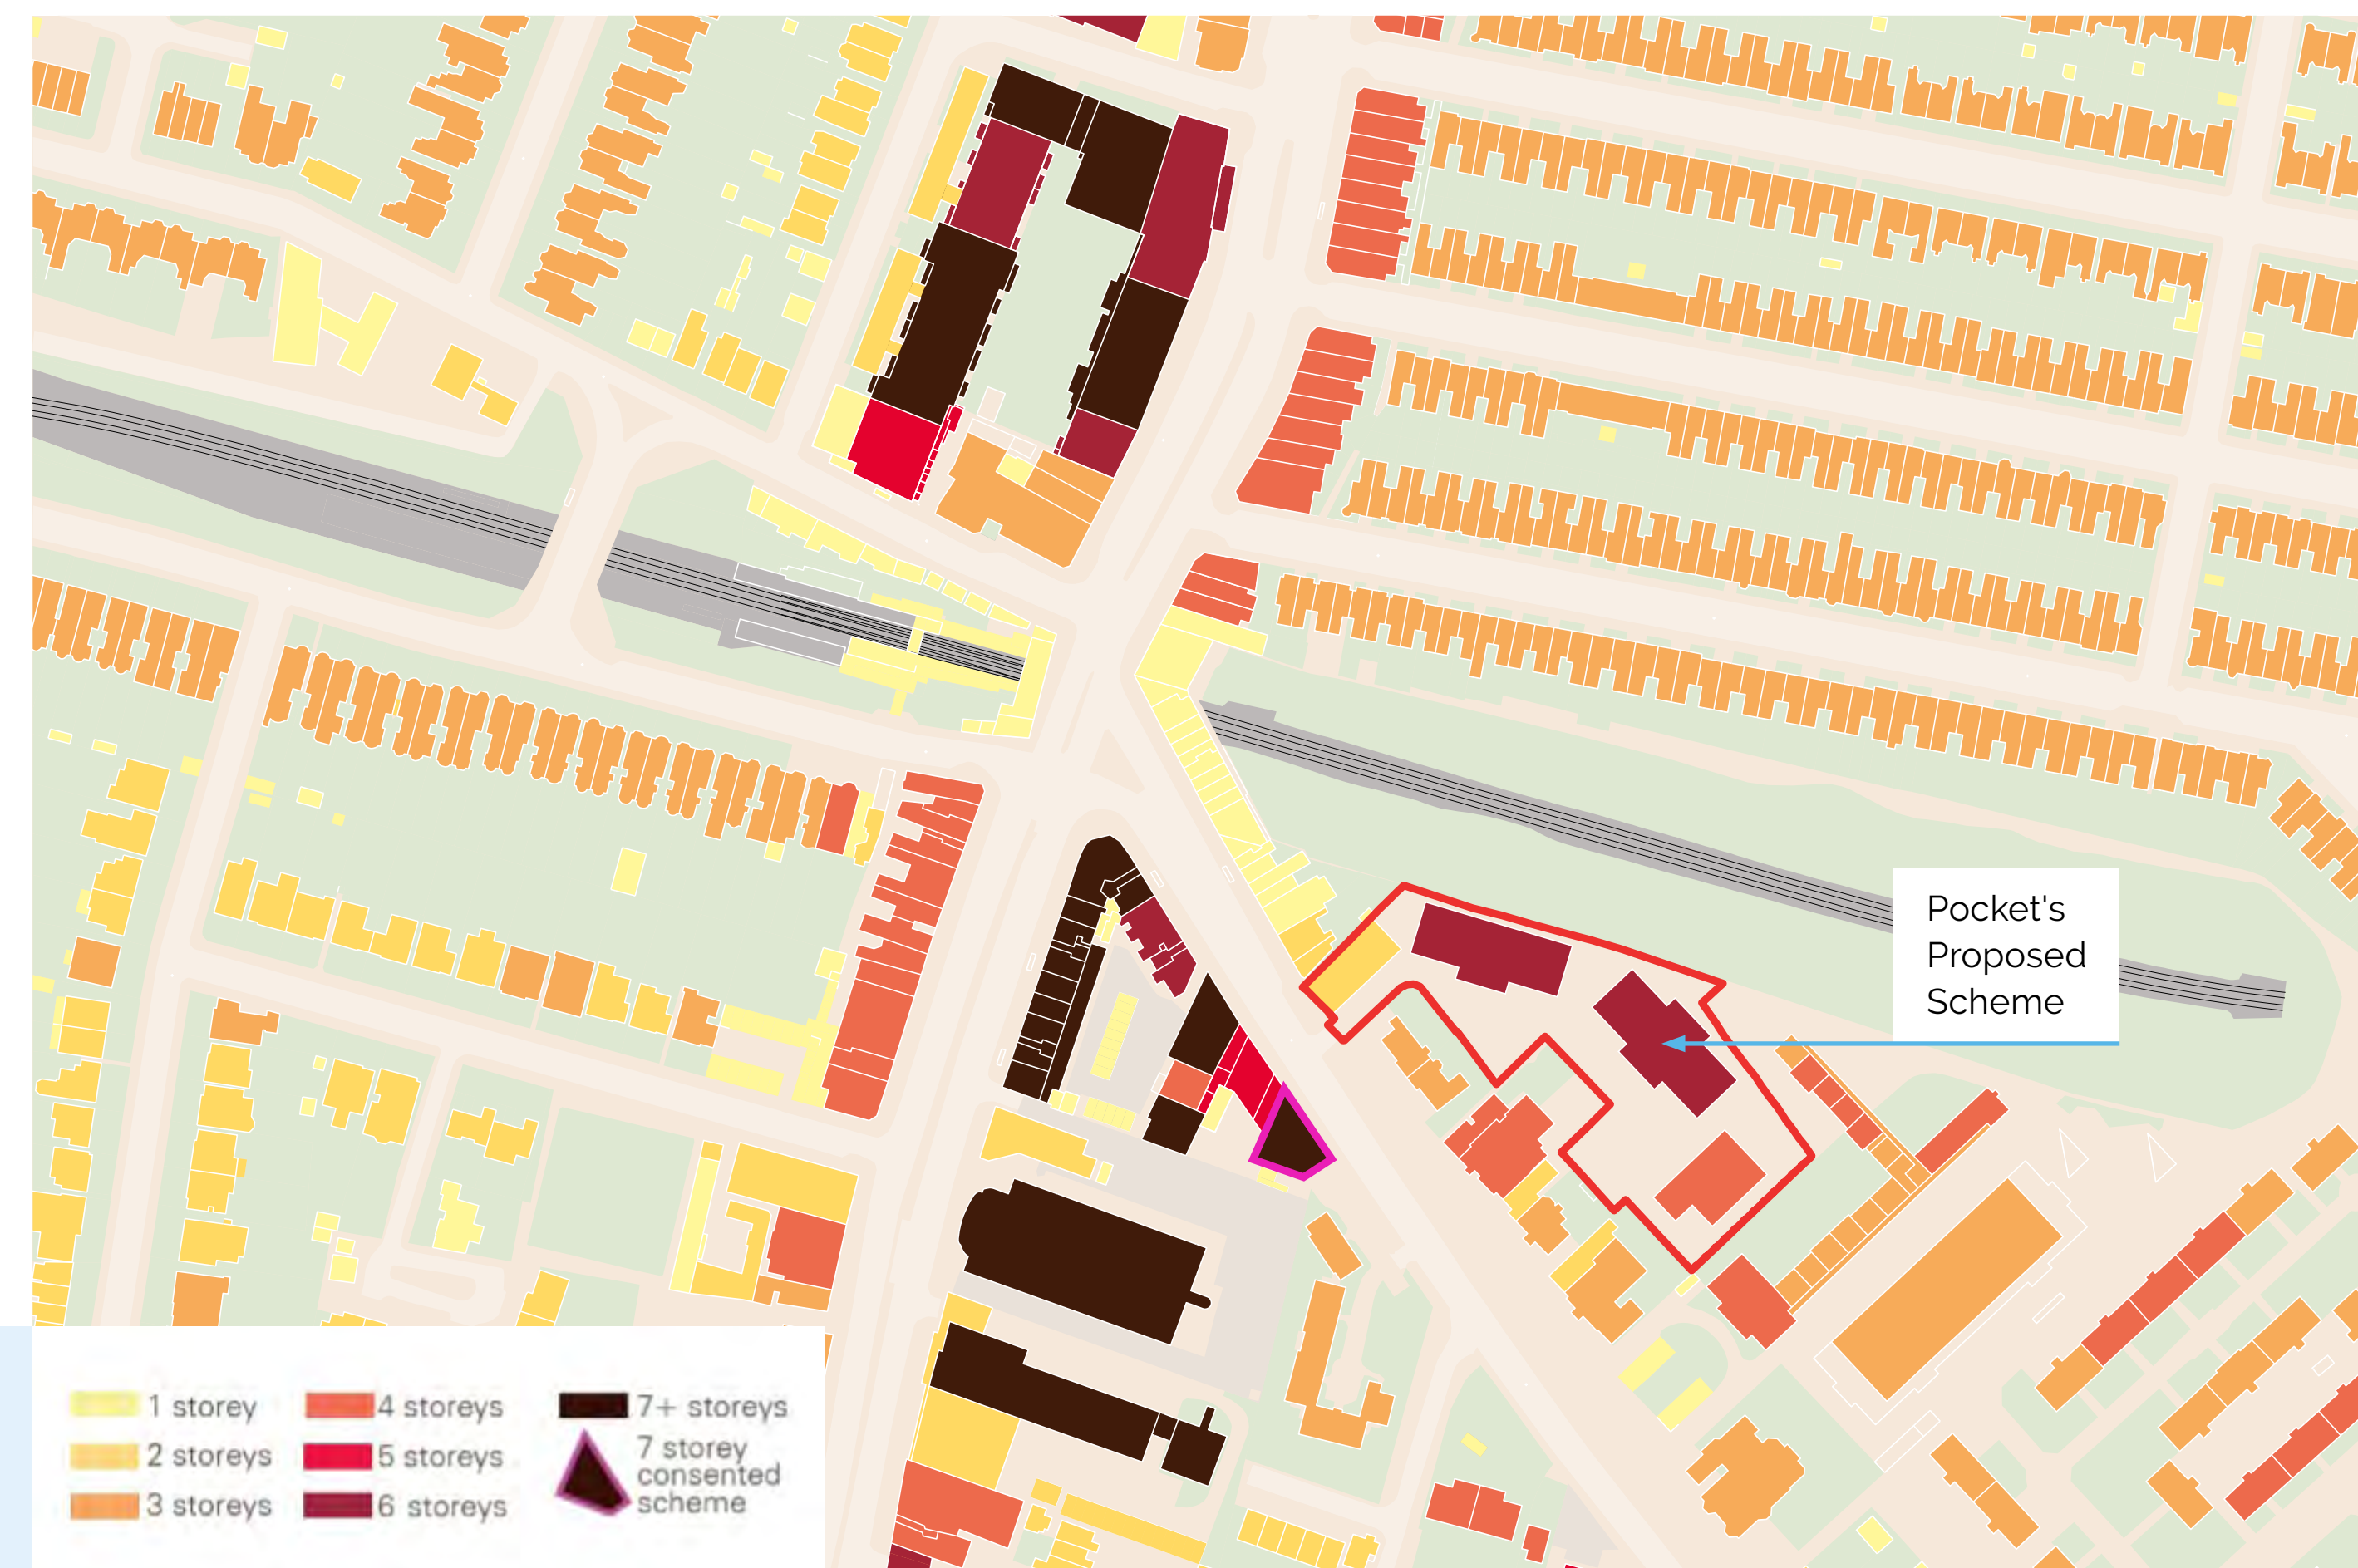 Pocket's
Proposed
Scheme
1 storey
2 storeys
3 storeys
4 storeys
5 storeys
6 storeys
7+ storeys
7 storey
consented
scheme